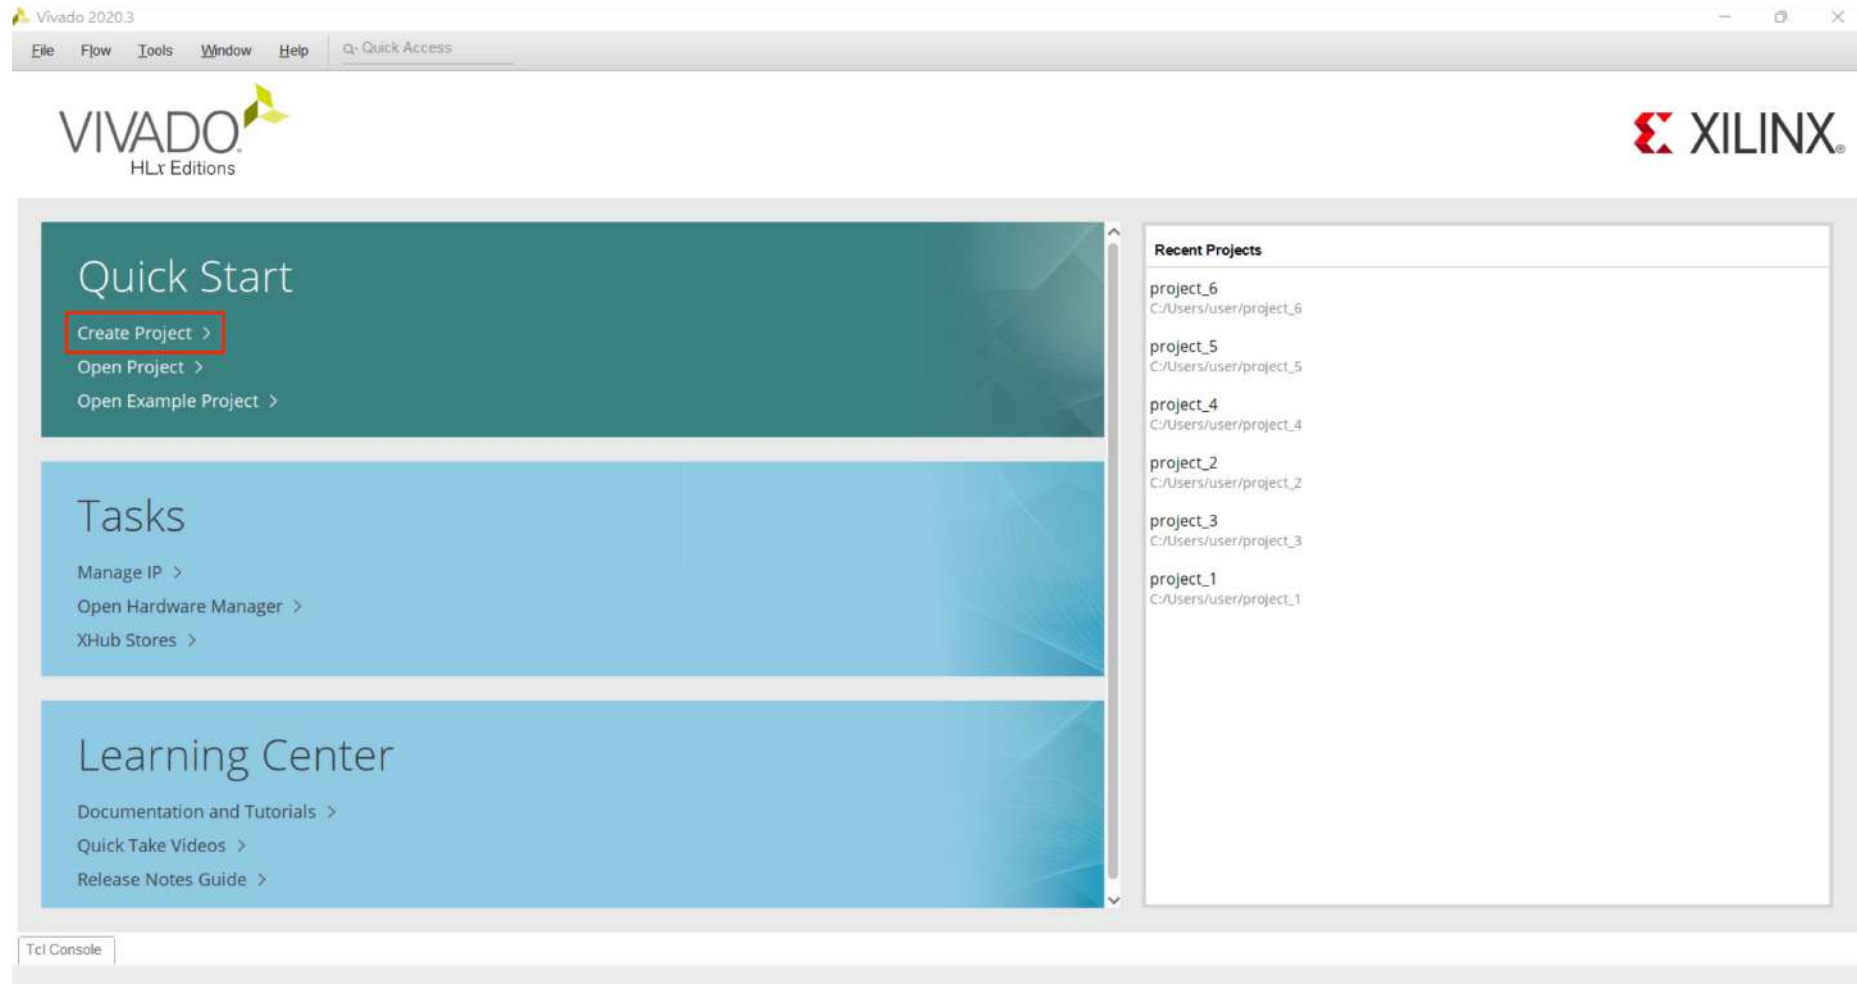 Vivado 2020.3
File Flow Tools Window Help Quick Access
VIVADO.
HLx Editions
XILINX®
Quick Start
Create Project >
Open Project >
Open Example Project >
Tasks
Manage IP >
Open Hardware Manager >
XHub Stores >
Learning Center
Documentation and Tutorials >
Quick Take Videos >
Release Notes Guide >
Recent Projects
project_6
C:/Users/user/project_6
project_5
C:/Users/user/project_5
project_4
C:/Users/user/project_4
project_2
C:/Users/user/project_2
project_3
C:/Users/user/project_3
project_1
C:/Users/user/project_1
Tcl Console